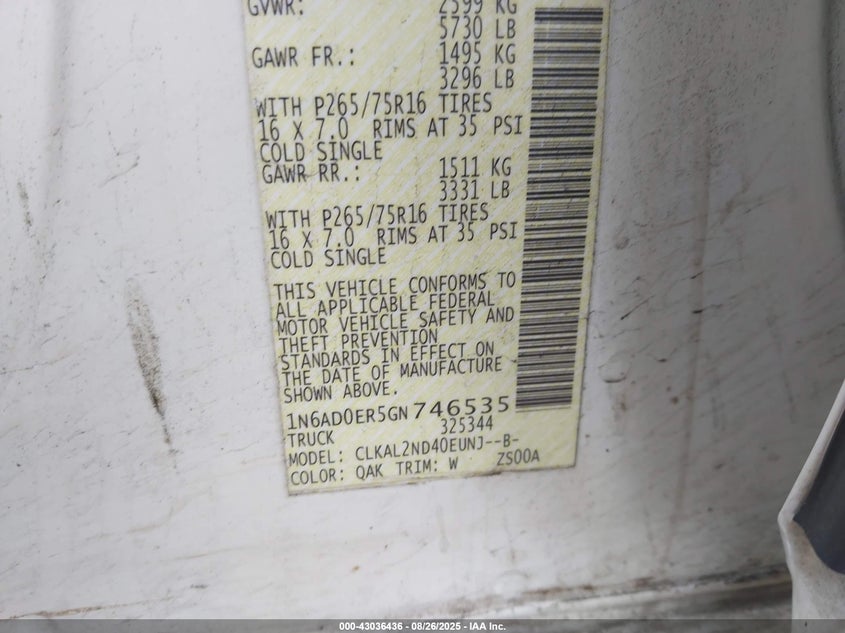 GVWR: 2599 KG
5730 LB
GAWR FR.: 1495 KG
3296 LB
WITH P265/75R16 TIRES
16 X 7.0 RIMS AT 35 PSI
COLD SINGLE
GAWR RR.: 1511 KG
3331 LB
WITH P265/75R16 TIRES
16 X 7.0 RIMS AT 35 PSI
COLD SINGLE
THIS VEHICLE CONFORMS TO
ALL APPLICABLE FEDERAL
MOTOR VEHICLE SAFETY AND
THEFT PREVENTION
STANDARDS IN EFFECT ON
THE DATE OF MANUFACTURE
SHOWN ABOVE.
1N6AD0ER5GN746535
TRUCK 325344
MODEL: CLKAL2ND40EUNJ--B-
COLOR: QAK TRIM: W ZS00A
000-43036436 - 08/26/2025 - IAA Inc.